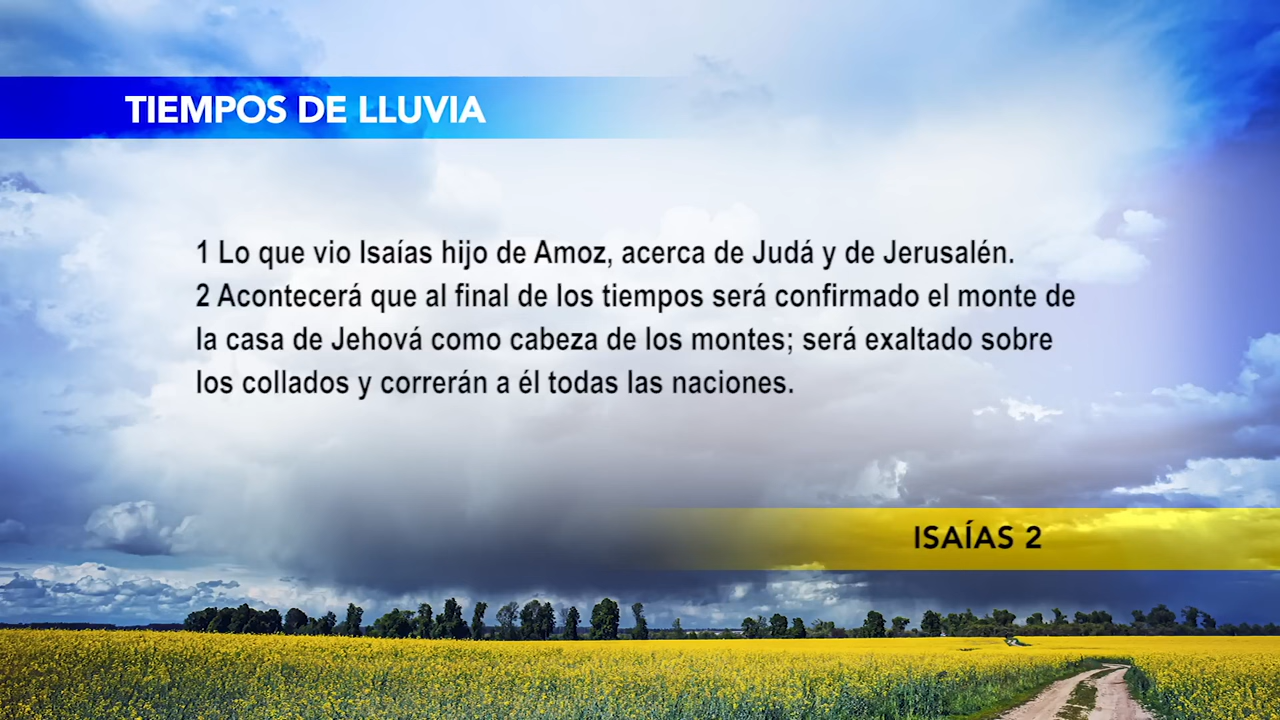 TIEMPOS DE LLUVIA
1 Lo que vio Isaías hijo de Amoz, acerca de Judá y de Jerusalén.
2 Acontecerá que al final de los tiempos será confirmado el monte de
la casa de Jehová como cabeza de los montes; será exaltado sobre
los collados y correrán a él todas las naciones.
ISAÍAS 2